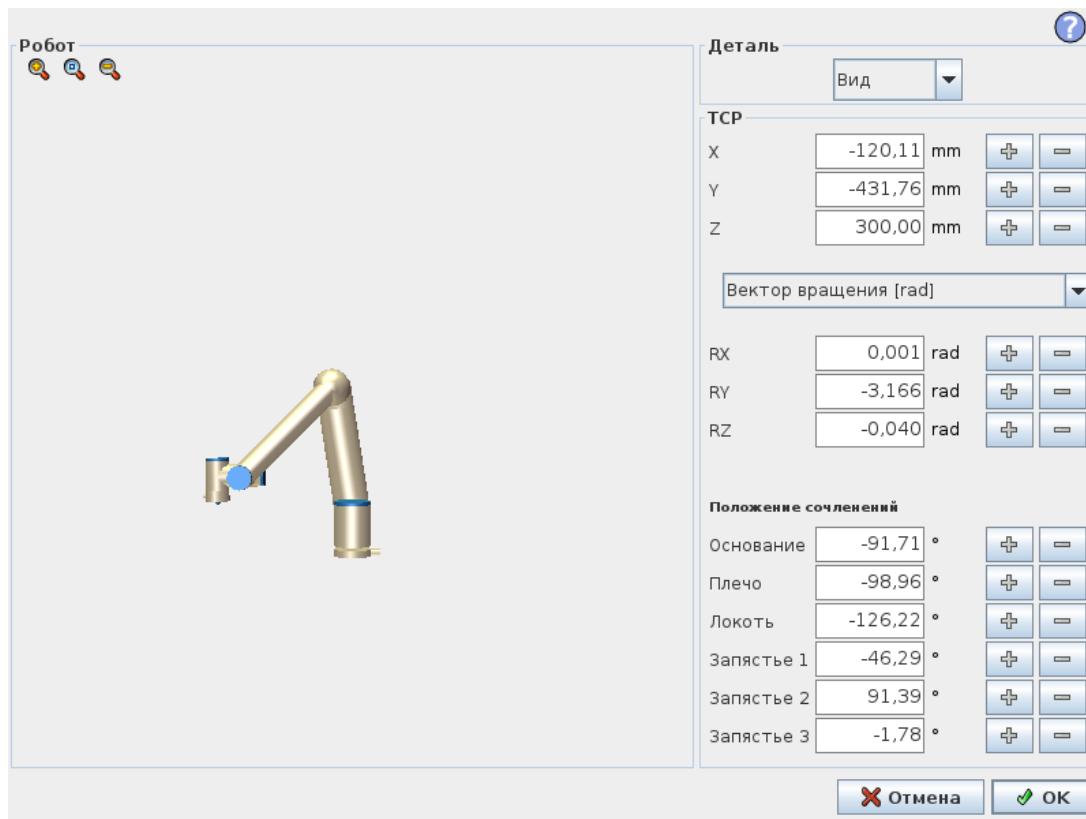 Робот
?
Деталь
Вид
TCP
X -120,11 mm
Y -431,76 mm
Z 300,00 mm
Вектор вращения [rad]
RX 0,001 rad
RY -3,166 rad
RZ -0,040 rad
Положение сочленений
Основание -91,71 °
Плечо -98,96 °
Локоть -126,22 °
Запястье 1 -46,29 °
Запястье 2 91,39 °
Запястье 3 -1,78 °
Отмена OK